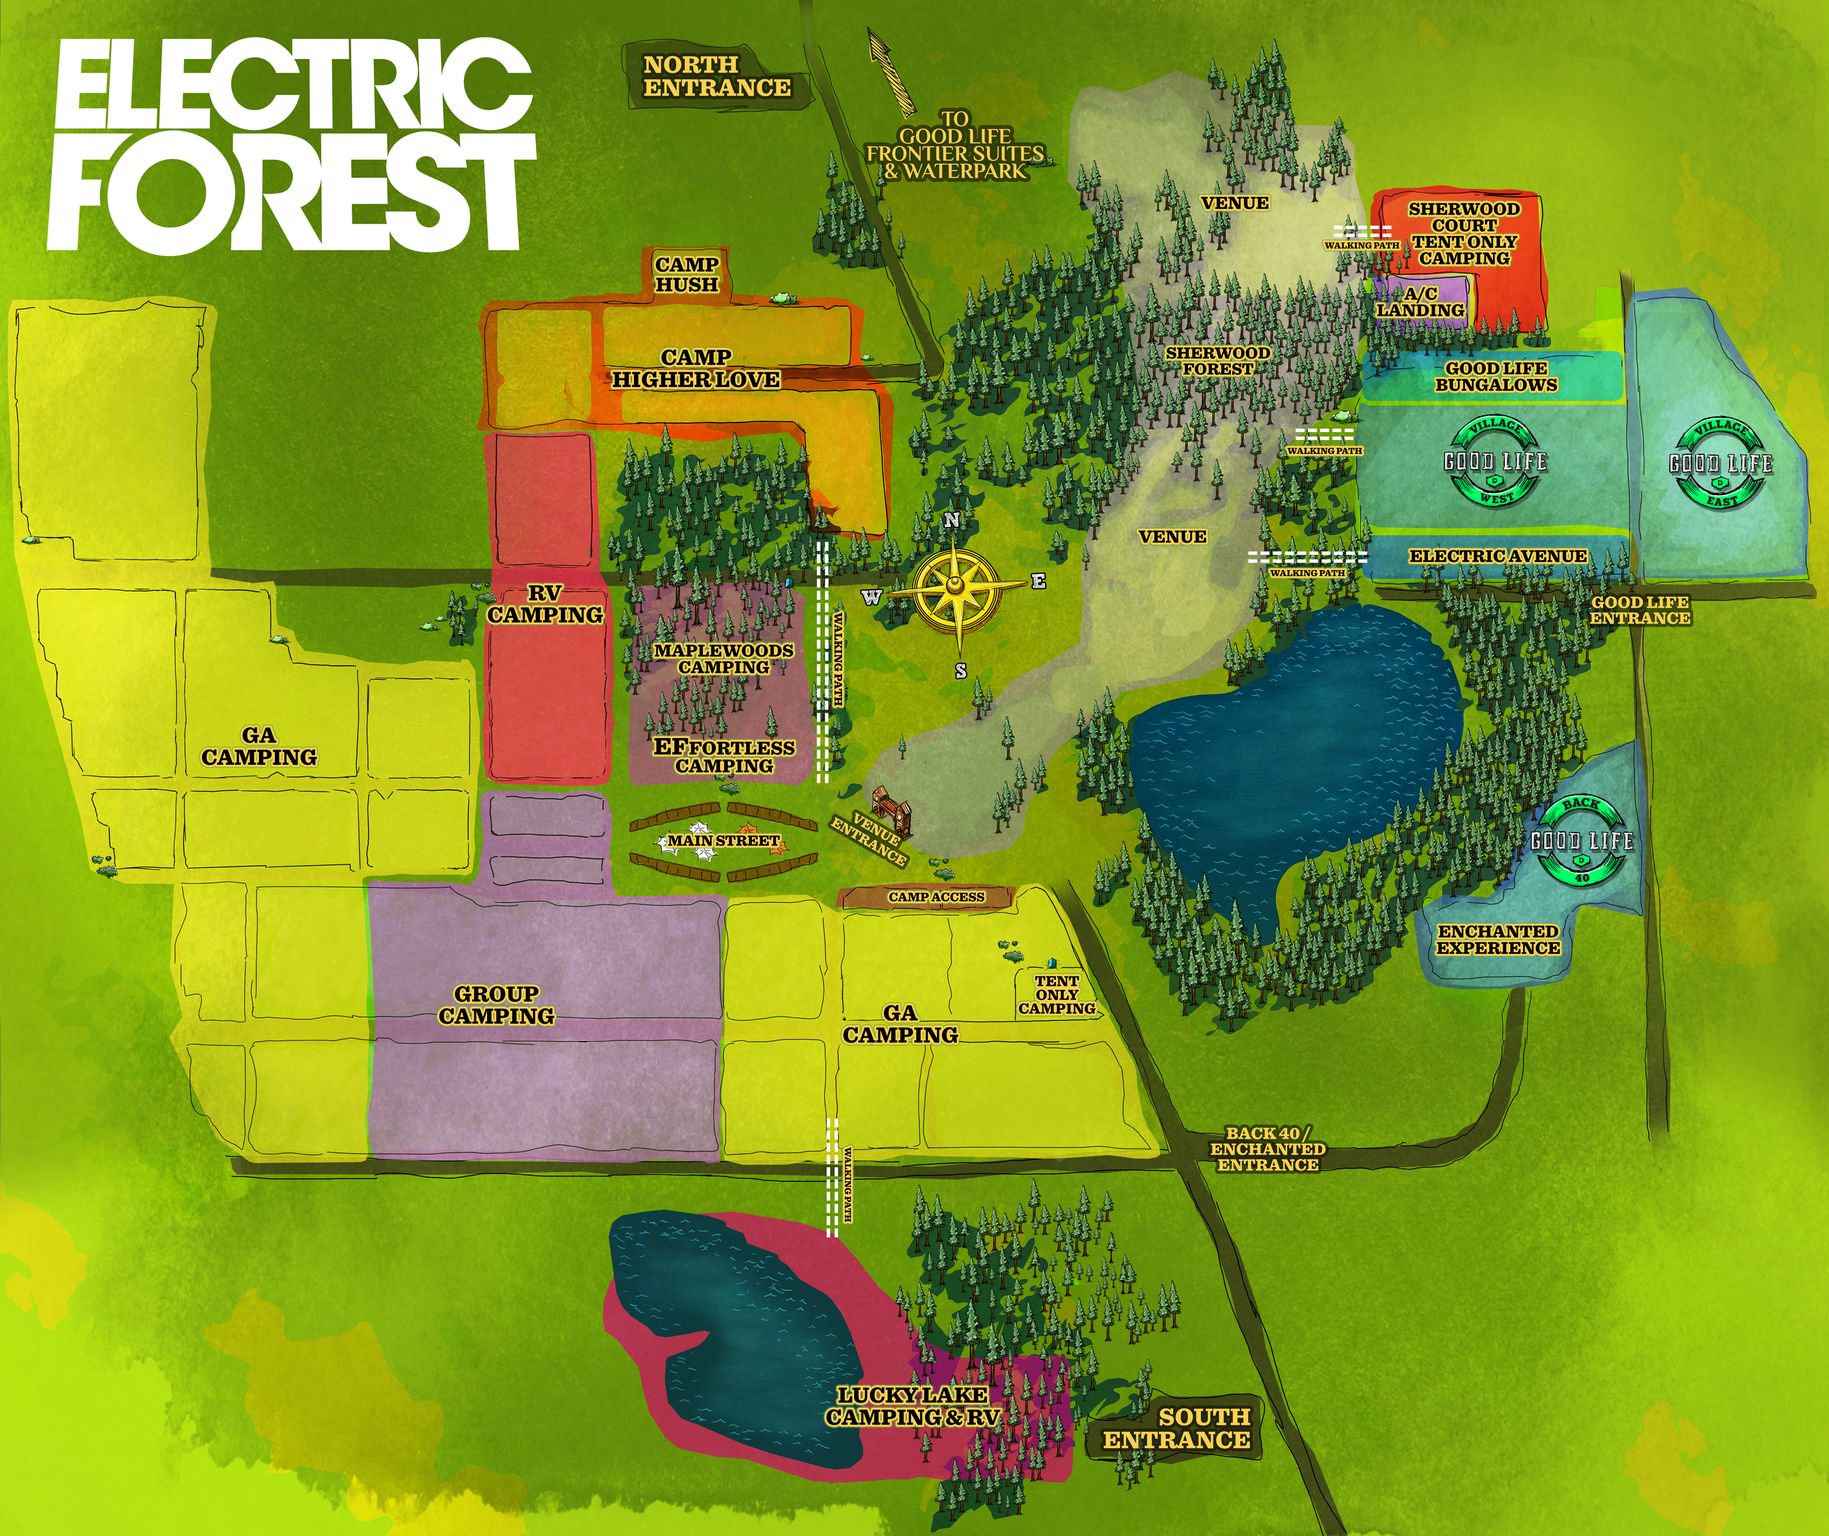 ELECTRIC
FOREST
NORTH
ENTRANCE
TO
GOOD LIFE
FRONTIER SUITES
& WATERPARK
VENUE
WALKING PATH
SHERWOOD
COURT
TENT ONLY
CAMPING
A/C
LANDING
CAMP
HUSH
CAMP
HIGHER LOVE
SHERWOOD
FOREST
GOOD LIFE
BUNGALOWS
WALKING PATH
VILLAGE
GOOD LIFE
WEST
VILLAGE
GOOD LIFE
EAST
VENUE
WALKING PATH
ELECTRIC AVENUE
GOOD LIFE
ENTRANCE
N
W
E
S
RV
CAMPING
MAPLEWOODS
CAMPING
WALKING PATH
EFFORTLESS
CAMPING
GA
CAMPING
MAIN STREET
VENUE
ENTRANCE
CAMP ACCESS
BACK
GOOD LIFE
40
ENCHANTED
EXPERIENCE
GROUP
CAMPING
GA
CAMPING
TENT
ONLY
CAMPING
BACK 40 /
ENCHANTED
ENTRANCE
WALKING PATH
LUCKY LAKE
CAMPING & RV
SOUTH
ENTRANCE